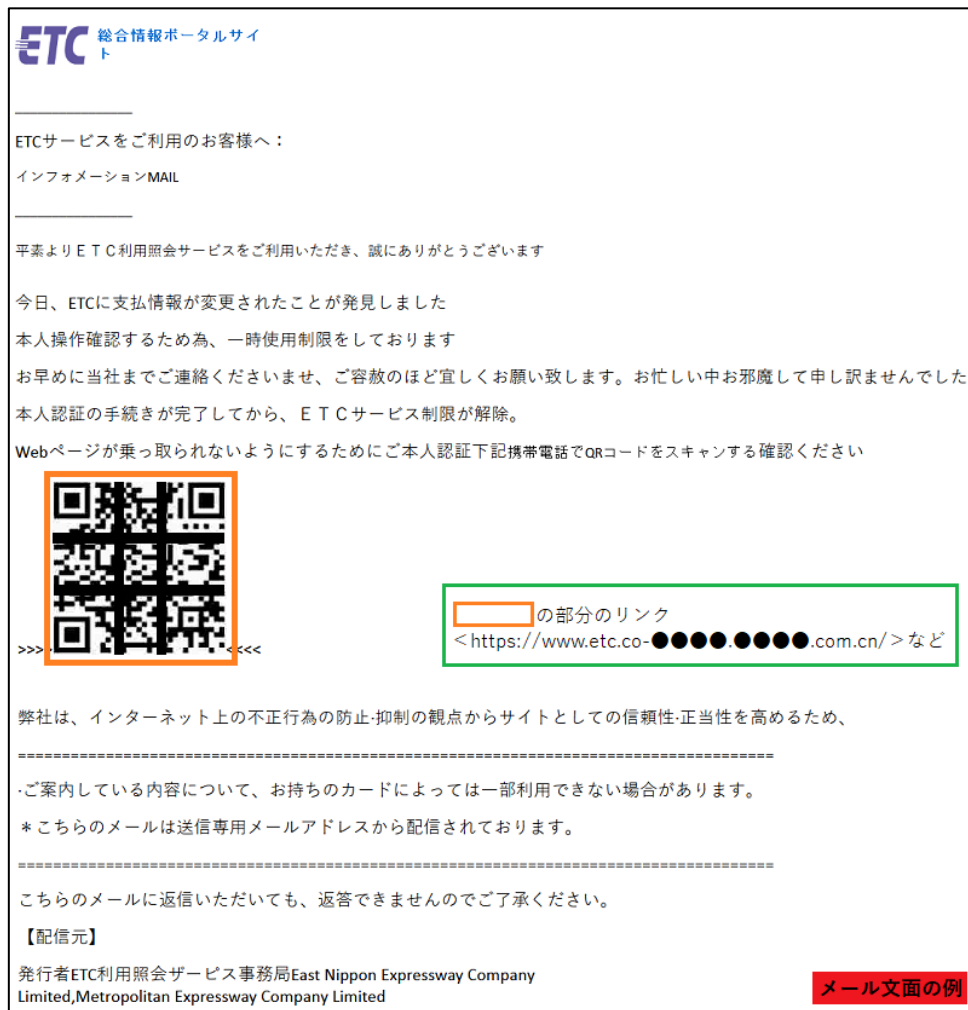 ETC 総合情報ポータルサイ
ト
ETCサービスをご利用のお客様へ：
インフォメーションMAIL
平素よりＥＴＣ利用照会サービスをご利用いただき、誠にありがとうございます
今日、ETCに支払情報が変更されたことが発見しました
本人操作確認するため為、一時使用制限をしております
お早めに当社までご連絡くださいませ、ご容赦のほど宜しくお願い致します。お忙しい中お邪魔して申し訳ませんでした
本人認証の手続きが完了してから、ＥＴＣサービス制限が解除。
Webページが乗っ取られないようにするためにご本人認証下記携帯電話でQRコードをスキャンする確認ください
の部分のリンク
＜https://www.etc.co-●●●●.●●●●.com.cn/＞など
>>>><<<<
弊社は、インターネット上の不正行為の防止·抑制の観点からサイトとしての信頼性·正当性を高めるため、
======================================================================================
·ご案内している内容について、お持ちのカードによっては一部利用できない場合があります。
＊こちらのメールは送信専用メールアドレスから配信されております。
======================================================================================
こちらのメールに返信いただいても、返答できませんのでご了承ください。
【配信元】
発行者ETC利用照会ザービス事務局East Nippon Expressway Company
Limited,Metropolitan Expressway Company Limited
メール文面の例